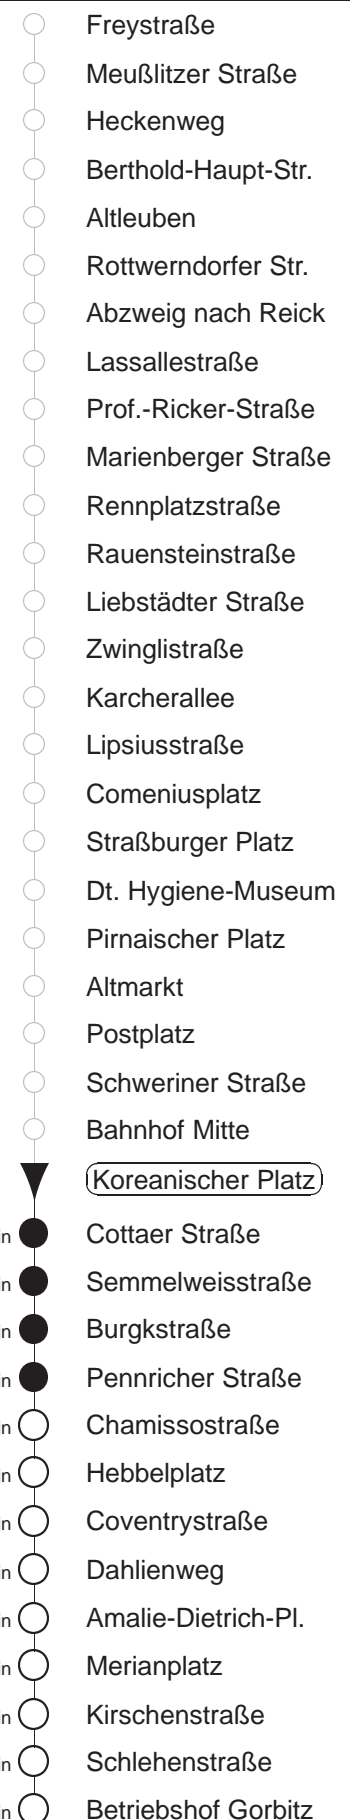 Freystraße
Meußlitzer Straße
Heckenweg
Berthold-Haupt-Str.
Altleuben
Rottwerndorfer Str.
Abzweig nach Reick
Lassallestraße
Prof.-Ricker-Straße
Marienberger Straße
Rennplatzstraße
Rauensteinstraße
Liebstädter Straße
Zwinglistraße
Karcherallee
Lipsiusstraße
Comeniusplatz
Straßburger Platz
Dt. Hygiene-Museum
Pirnaischer Platz
Altmarkt
Postplatz
Schweriner Straße
Bahnhof Mitte
Koreanischer Platz
Cottaer Straße
Semmelweisstraße
Burgkstraße
Pennricher Straße
Chamissostraße
Hebbelplatz
Coventrystraße
Dahlienweg
Amalie-Dietrich-Pl.
Merianplatz
Kirschenstraße
Schlehenstraße
Betriebshof Gorbitz